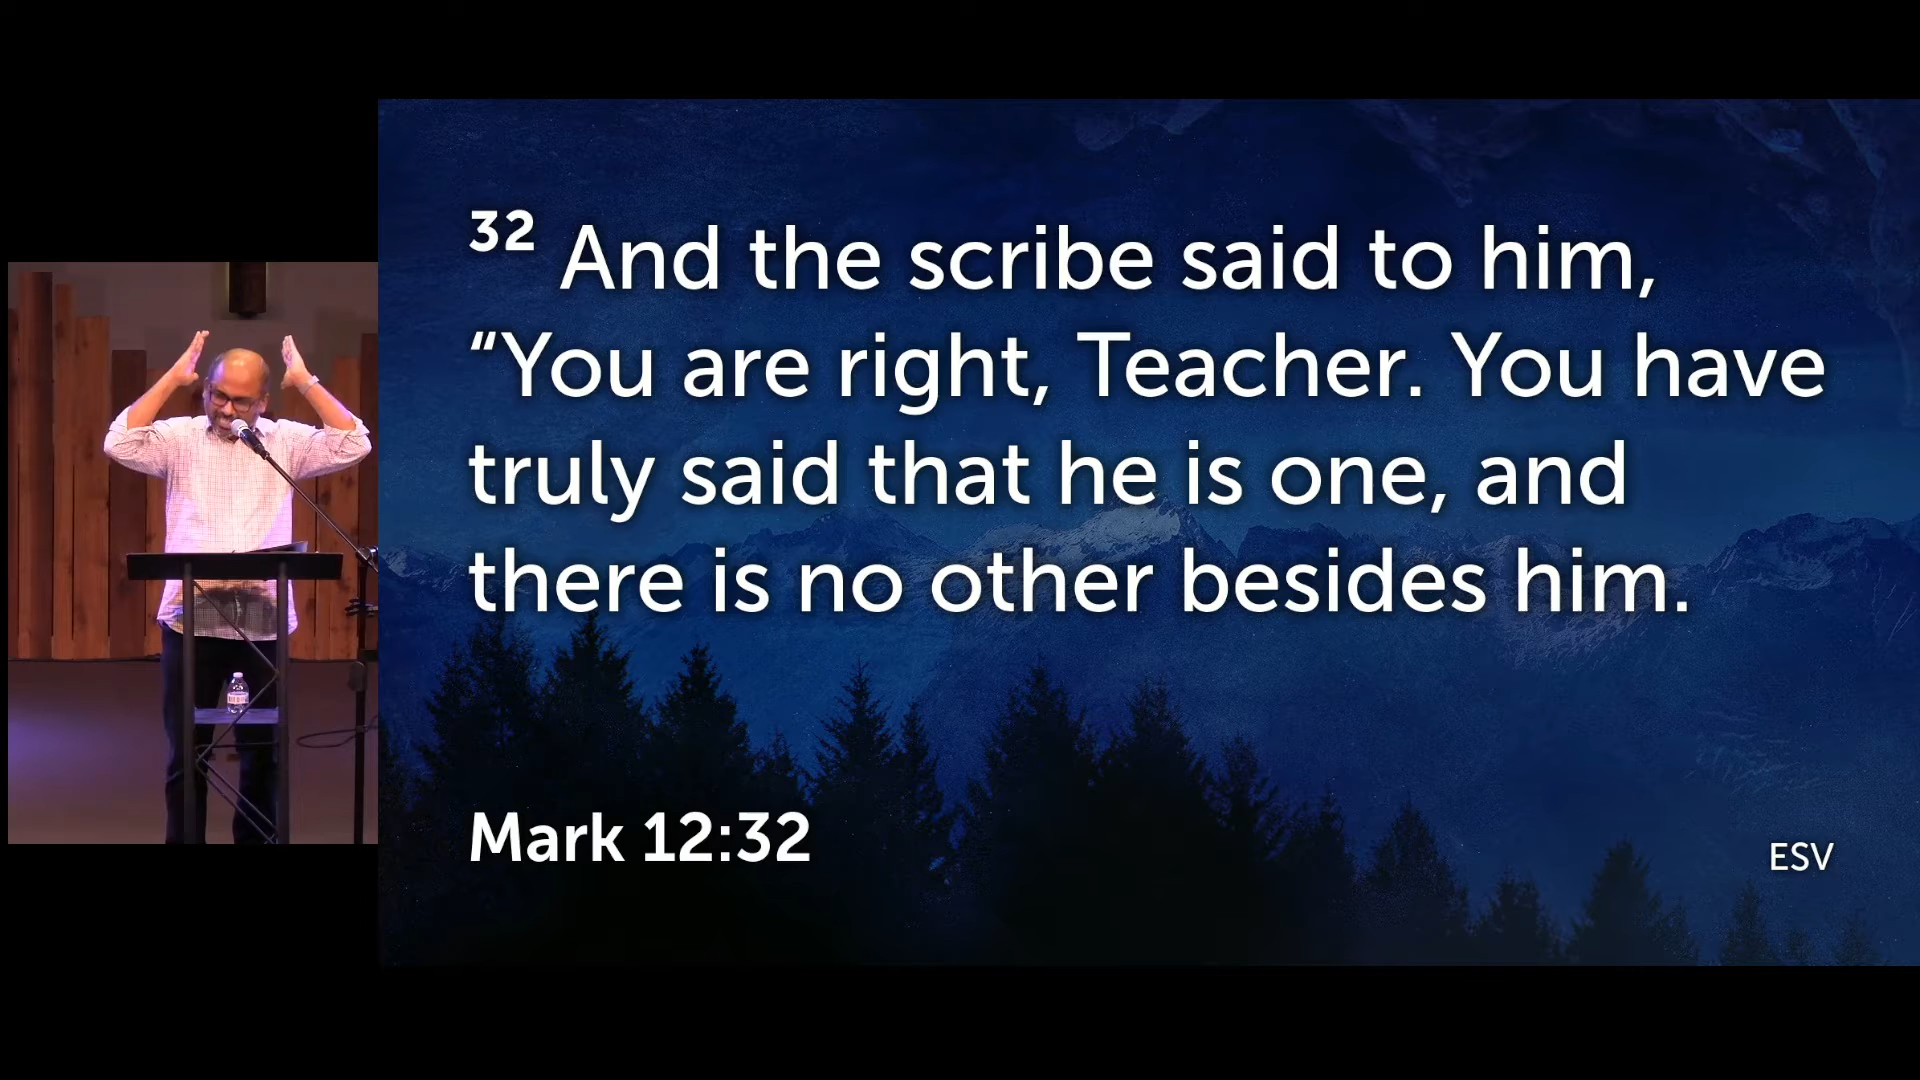 32 And the scribe said to him,
“You are right, Teacher. You have
truly said that he is one, and
there is no other besides him.
Mark 12:32
ESV